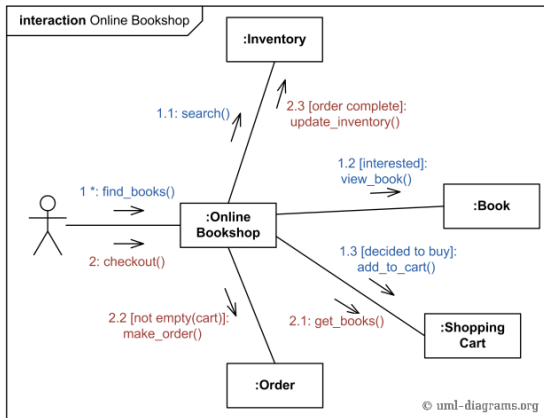 interaction Online Bookshop
:Inventory
1.1: search()
2.3 [order complete]:
update_inventory()
1.2 [interested]:
view_book()
1 *: find_books()
:Online
Bookshop
:Book
2: checkout()
1.3 [decided to buy]:
add_to_cart()
2.2 [not empty(cart)]:
make_order()
2.1: get_books()
:Shopping
Cart
:Order
© uml-diagrams.org